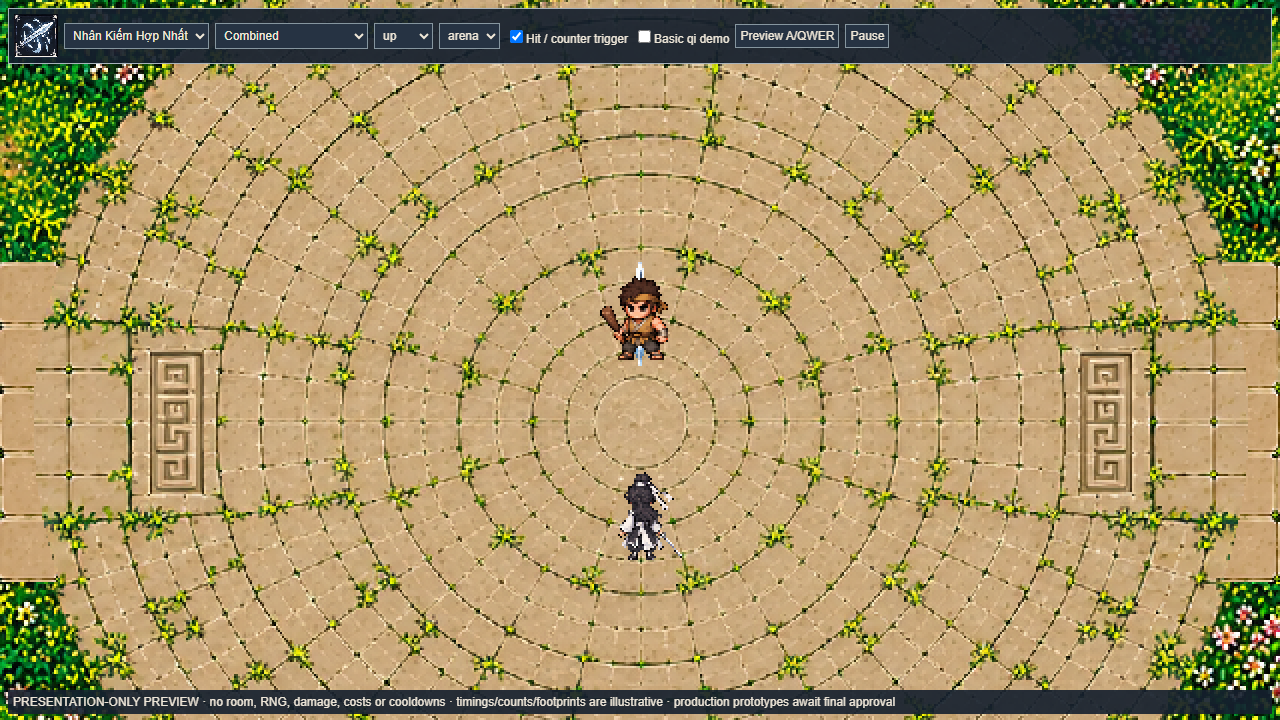 Nhân Kiếm Hợp Nhất Combined up arena Hit / counter trigger Basic qi demo Preview A/QWER Pause
PRESENTATION-ONLY PREVIEW · no room, RNG, damage, costs or cooldowns · timings/counts/footprints are illustrative · production prototypes await final approval